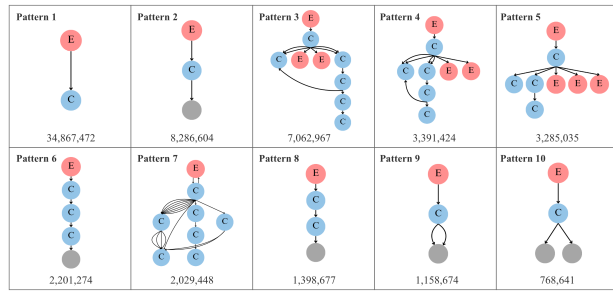 Pattern 1
E
C
34,867,472
Pattern 2
E
C
8,286,604
Pattern 3
E
C
C E E C
C
C
C
7,062,967
Pattern 4
E
C
C C E E
C
C
3,391,424
Pattern 5
E
C
C C E E E
C
3,285,035
Pattern 6
E
C
C
C
2,201,274
Pattern 7
E
C
C C C
C
C C
2,029,448
Pattern 8
E
C
C
1,398,677
Pattern 9
E
C
1,158,674
Pattern 10
E
C
768,641